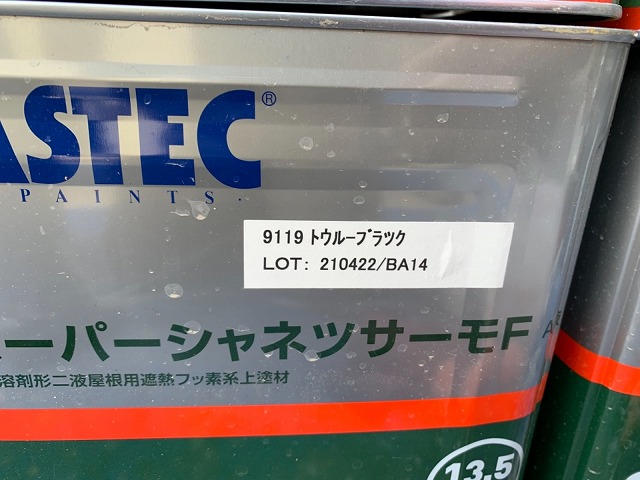 ASTEC®
PAINTS
9119 トゥルーブラック
LOT: 210422/BA14
スーパーシャネツサーモF
溶剤形二液屋根用遮熱フッ素系上塗材
13.5